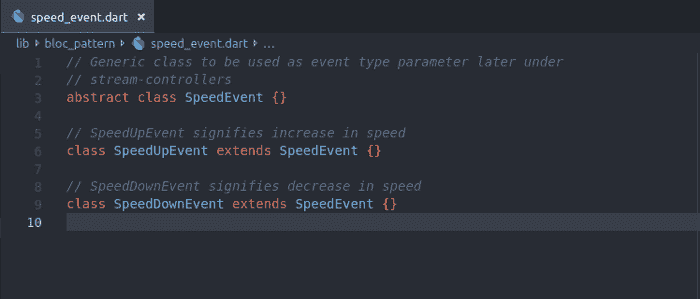 speed_event.dart ×
lib bloc_pattern speed_event.dart ...
1 // Generic class to be used as event type parameter later under
2 // stream-controllers
3 abstract class SpeedEvent {}
4
5 // SpeedUpEvent signifies increase in speed
6 class SpeedUpEvent extends SpeedEvent {}
7
8 // SpeedDownEvent signifies decrease in speed
9 class SpeedDownEvent extends SpeedEvent {}
10